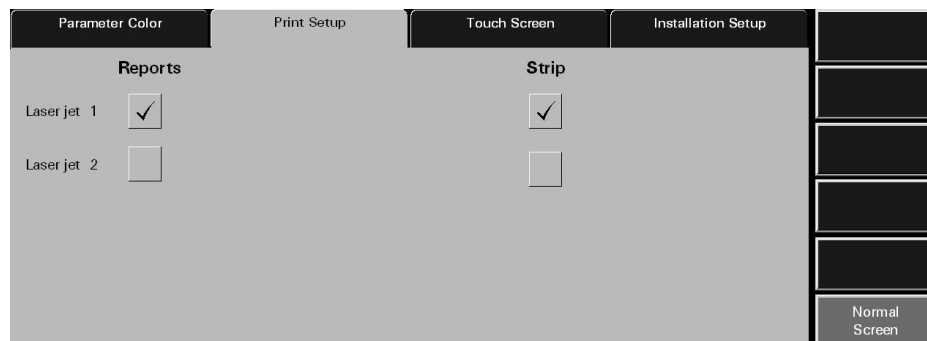 Parameter Color Print Setup Touch Screen Installation Setup
Reports Strip
Laser jet 1
Laser jet 2
Normal
Screen